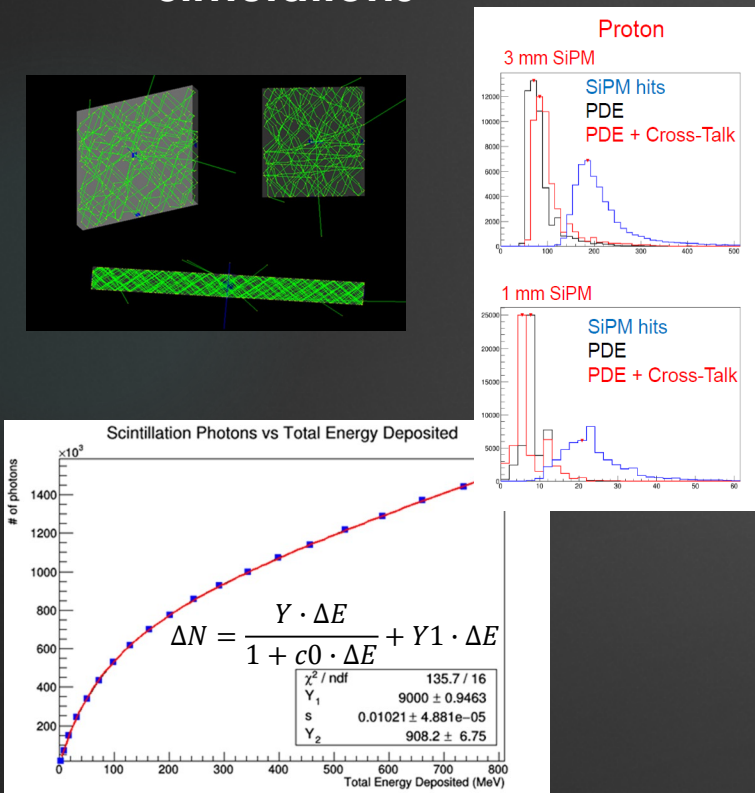 Proton
3 mm SiPM
SiPM hits
PDE
PDE + Cross-Talk
12000
10000
8000
6000
4000
2000
0
0 100 200 300 400 500
1 mm SiPM
SiPM hits
PDE
PDE + Cross-Talk
25000
20000
15000
10000
5000
0
10 20 30 40 50 60
Scintillation Photons vs Total Energy Deposited
×10³
# of photons
1400
1200
1000
800
600
400
200
ΔN = Y · ΔE / 1 + c0 · ΔE + Y1 · ΔE
χ² / ndf 135.7 / 16
Y₁ 9000 ± 0.9463
s 0.01021 ± 4.881e−05
Y₂ 908.2 ± 6.75
0 100 200 300 400 500 600 700 800
Total Energy Deposited (MeV)